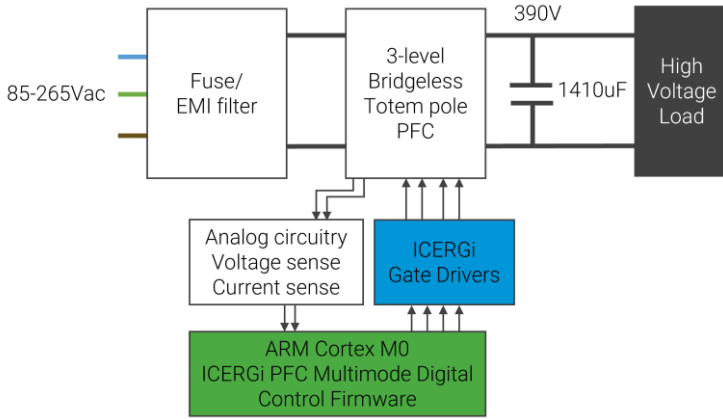 390V
85-265Vac
Fuse/
EMI filter
3-level
Bridgeless
Totem pole
PFC
1410uF
High
Voltage
Load
Analog circuitry
Voltage sense
Current sense
ICERGi
Gate Drivers
ARM Cortex M0
ICERGi PFC Multimode Digital
Control Firmware